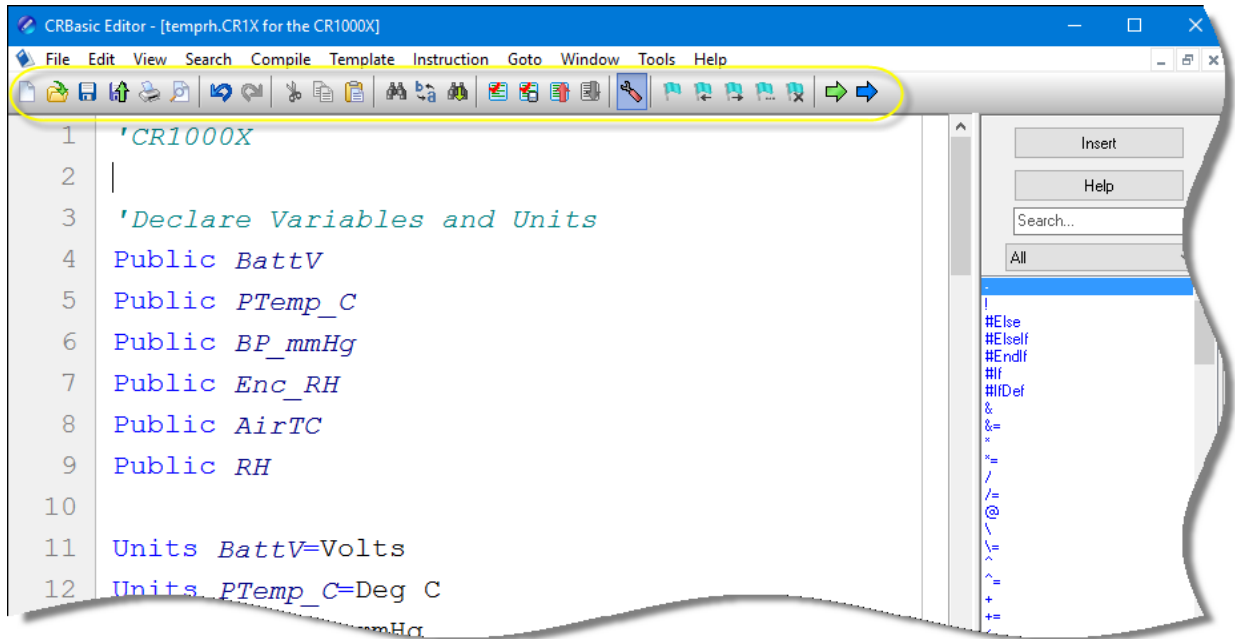 CRBasic Editor - [temprh.CR1X for the CR1000X]
File Edit View Search Compile Template Instruction Goto Window Tools Help
1 'CR1000X
2
3 'Declare Variables and Units
4 Public BattV
5 Public PTemp_C
6 Public BP_mmHg
7 Public Enc_RH
8 Public AirTC
9 Public RH
10
11 Units BattV=Volts
12 Units PTemp_C=Deg C
mmHg
Insert
Help
Search...
All
-
!
#Else
#ElseIf
#EndIf
#If
#IfDef
&
&=
*
*=
/
/=
@
\
\=
^
^=
+
+=